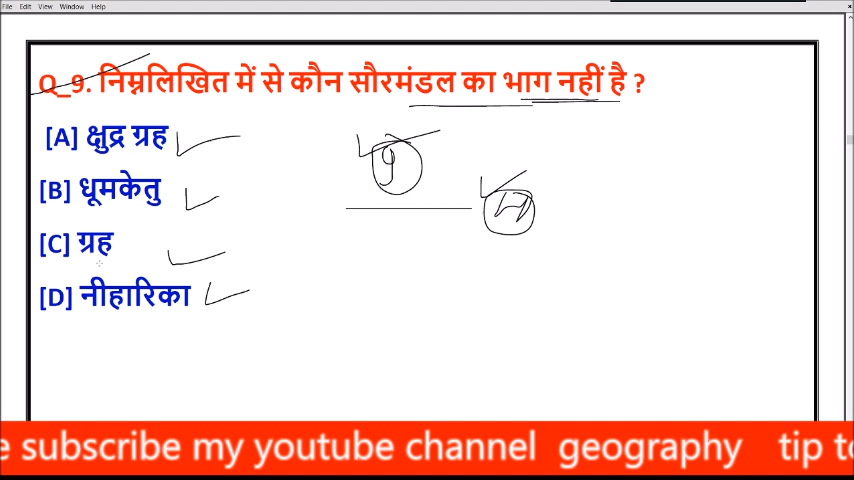 File Edit View Window Help
Q_9. निम्नलिखित में से कौन सौरमंडल का भाग नहीं है ?
[A] क्षुद्र ग्रह
[B] धूमकेतु
[C] ग्रह
[D] नीहारिका
e subscribe my youtube channel geography tip to